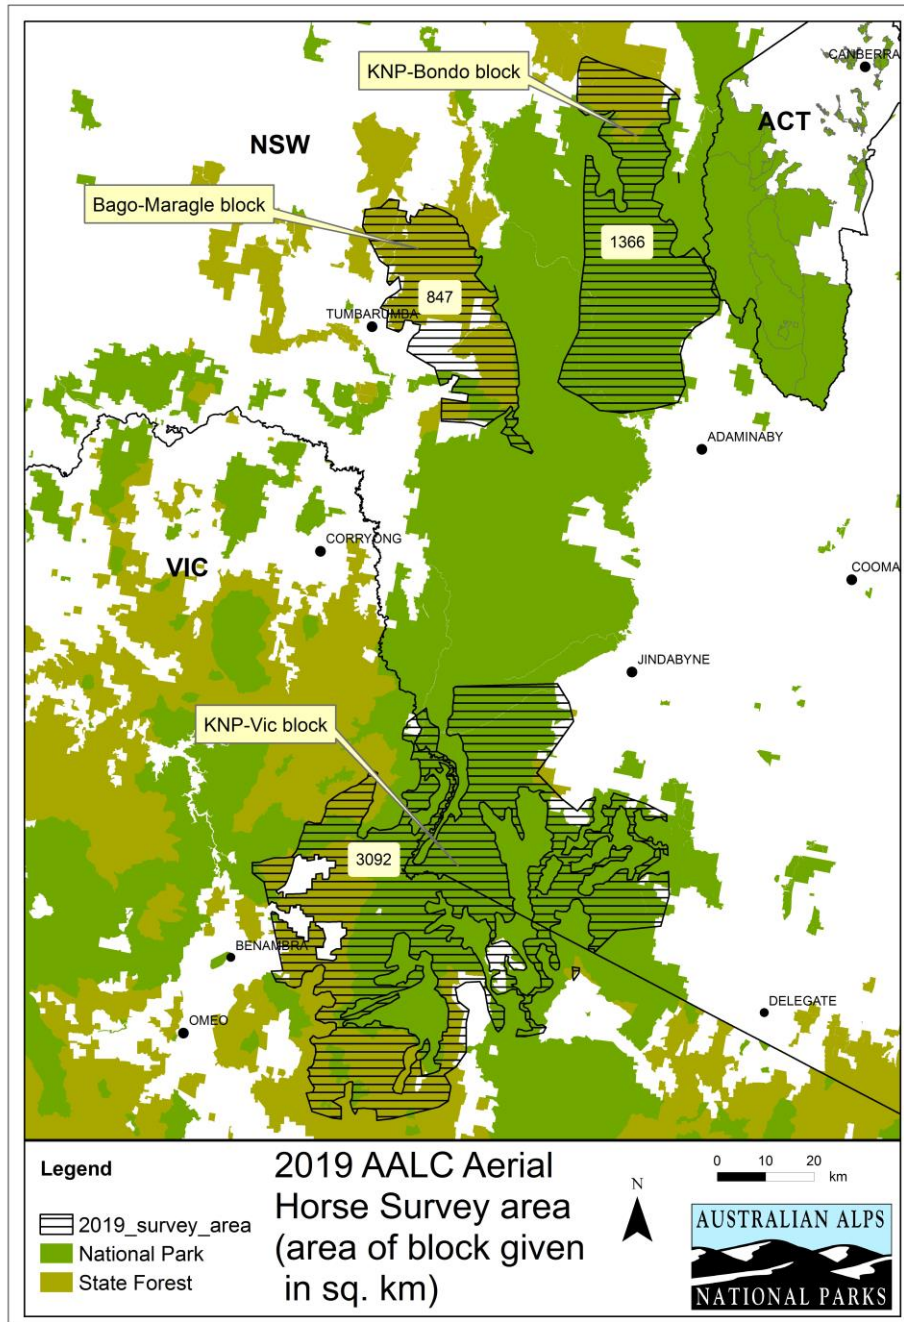 CANBERRA
KNP-Bondo block
ACT
NSW
Bago-Maragle block
1366
847
TUMBARUMBA
ADAMINABY
CORRYONG
VIC
COOMA
JINDABYNE
KNP-Vic block
3092
BENAMBRA
DELEGATE
OMEO
Legend
2019_survey_area
National Park
State Forest
2019 AALC Aerial
Horse Survey area
(area of block given
in sq. km)
N
0 10 20
km
AUSTRALIAN ALPS
NATIONAL PARKS